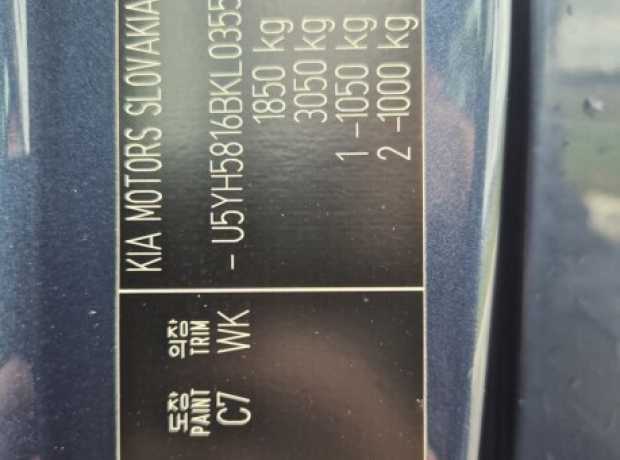 KIA MOTORS SLOVAKIA
- U5YH5816BKL0355
1850 kg
3050 kg
1 -1050 kg
2 -1000 kg
도장 의장
PAINT TRIM
C7 WK